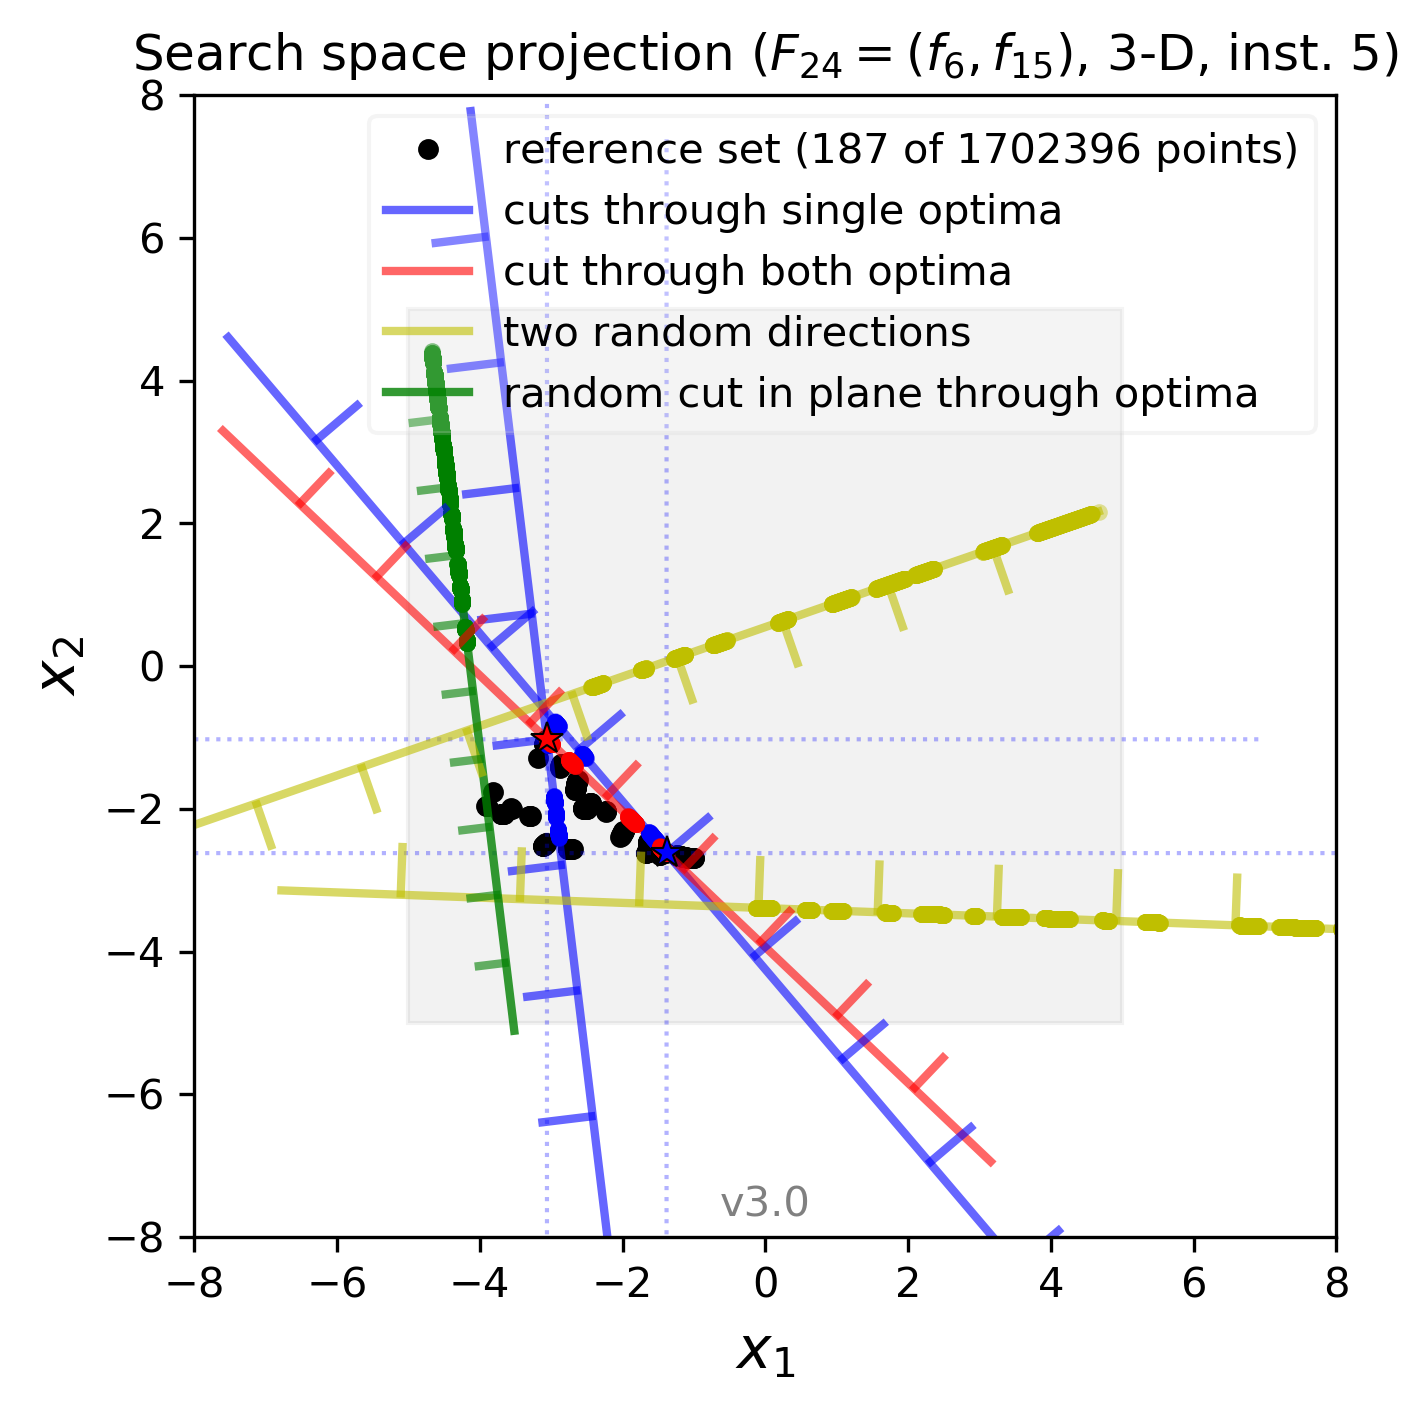 Search space projection (F₂₄ = (f₆, f₁₅), 3-D, inst. 5)
8
6
4
2
0
−2
−4
−6
−8
x₂
reference set (187 of 1702396 points)
cuts through single optima
cut through both optima
two random directions
random cut in plane through optima
v3.0
−8 −6 −4 −2 0 2 4 6 8
x₁